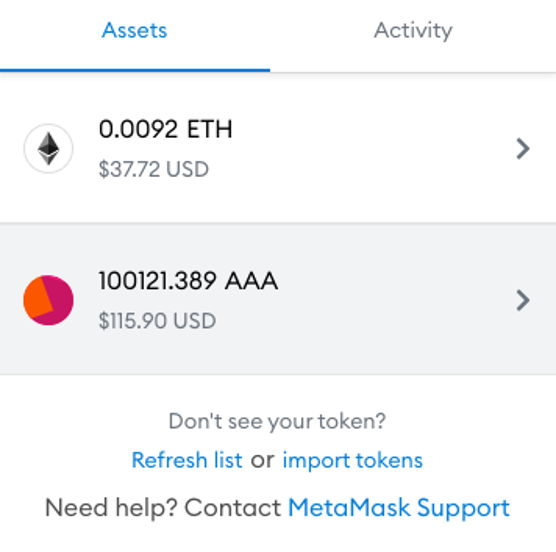 Assets Activity
0.0092 ETH
$37.72 USD
100121.389 AAA
$115.90 USD
Don't see your token?
Refresh list or import tokens
Need help? Contact MetaMask Support